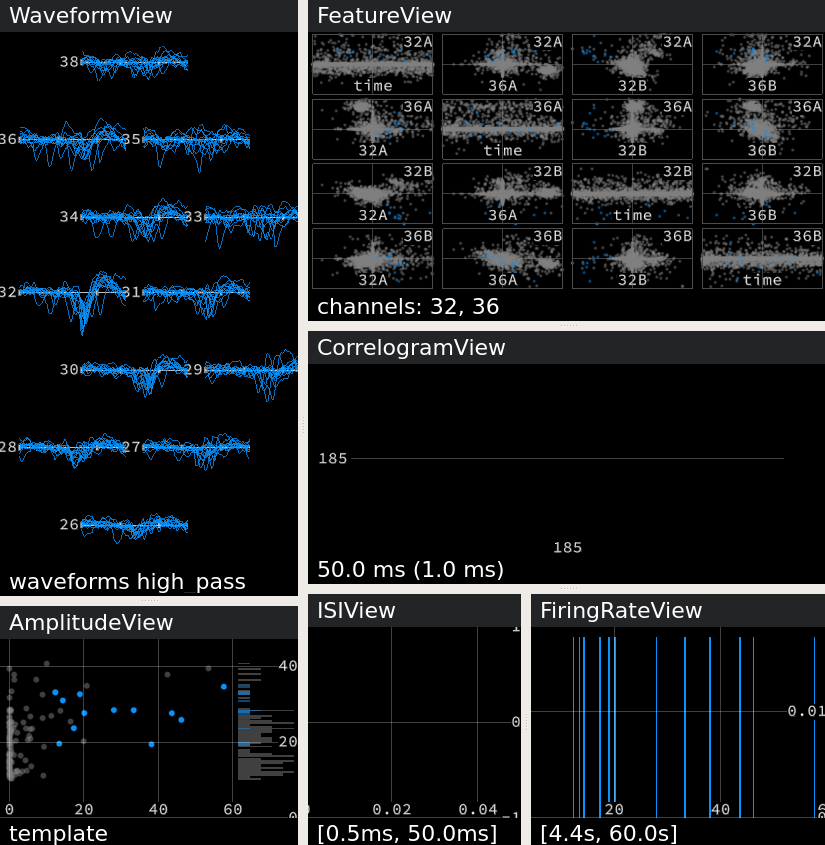 WaveformView
38
36 35
34 33
32 31
30 29
28 27
26
waveforms high_pass
FeatureView
32A 32A 32A 32A
time 36A 32B 36B
36A 36A 36A 36A
32A time 32B 36B
32B 32B 32B 32B
32A 36A time 36B
36B 36B 36B 36B
32A 36A 32B time
channels: 32, 36
CorrelogramView
185
185
50.0 ms (1.0 ms)
AmplitudeView
40
20
0 20 40 60 0
template
ISIView
1
0
0 0.02 0.04 −1
[0.5ms, 50.0ms]
FiringRateView
0.01
20 40 6
[4.4s, 60.0s]